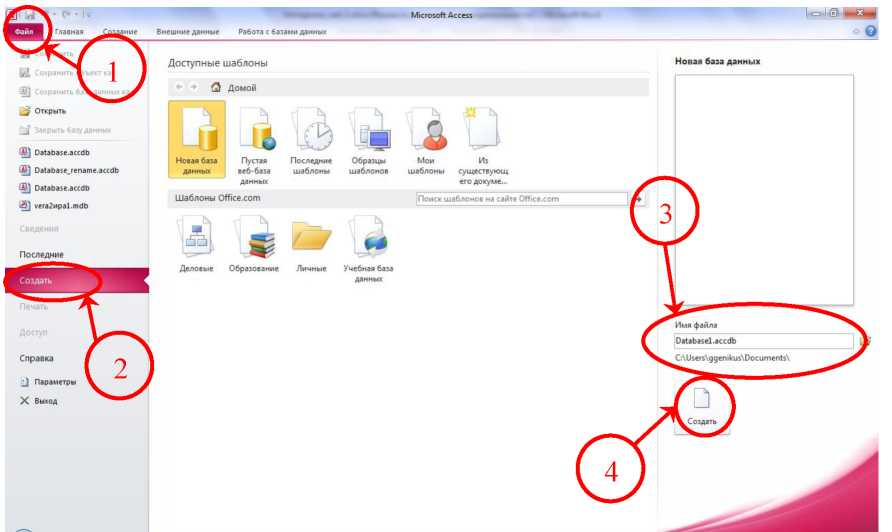 Microsoft Access
Файл Главная Создание Внешние данные Работа с базами данных
1
Сохранить
Сохранить объект как
Сохранить базу данных как
Открыть
Закрыть базу данных
Database.accdb
Database_rename.accdb
Database.accdb
vera2ира1.mdb
Сведения
Последние
Создать
Печать
Доступ
Справка
Параметры
Выход
2
Доступные шаблоны
Домой
Новая база данных
Пустая веб-база данных
Последние шаблоны
Образцы шаблонов
Мои шаблоны
Из существующ его докуме...
Шаблоны Office.com
Поиск шаблонов на сайте Office.com
Деловые
Образование
Личные
Учебная база данных
Новая база данных
3
Имя файла
Database1.accdb
C:\Users\ggenikus\Documents\
Создать
4